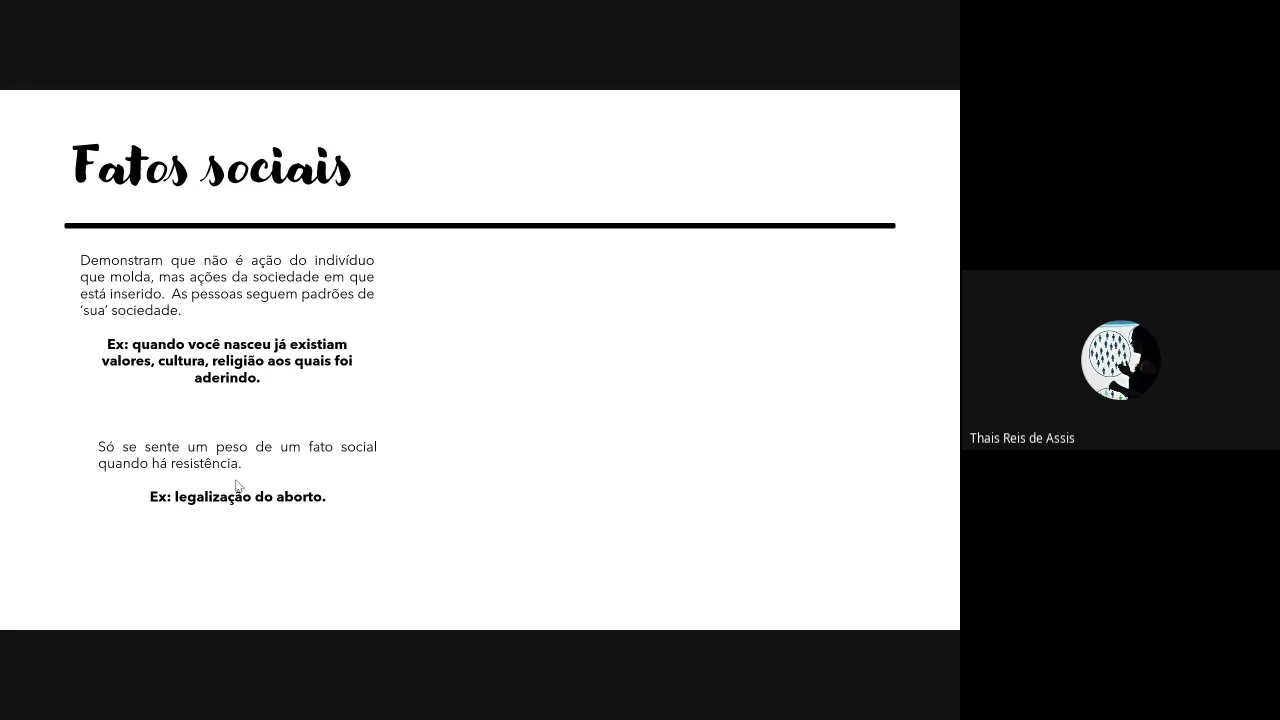 Fatos sociais
Demonstram que não é ação do indivíduo
que molda, mas ações da sociedade em que
está inserido. As pessoas seguem padrões de
‘sua’ sociedade.
Ex: quando você nasceu já existiam
valores, cultura, religião aos quais foi
aderindo.
Só se sente um peso de um fato social
quando há resistência.
Ex: legalização do aborto.
Thais Reis de Assis